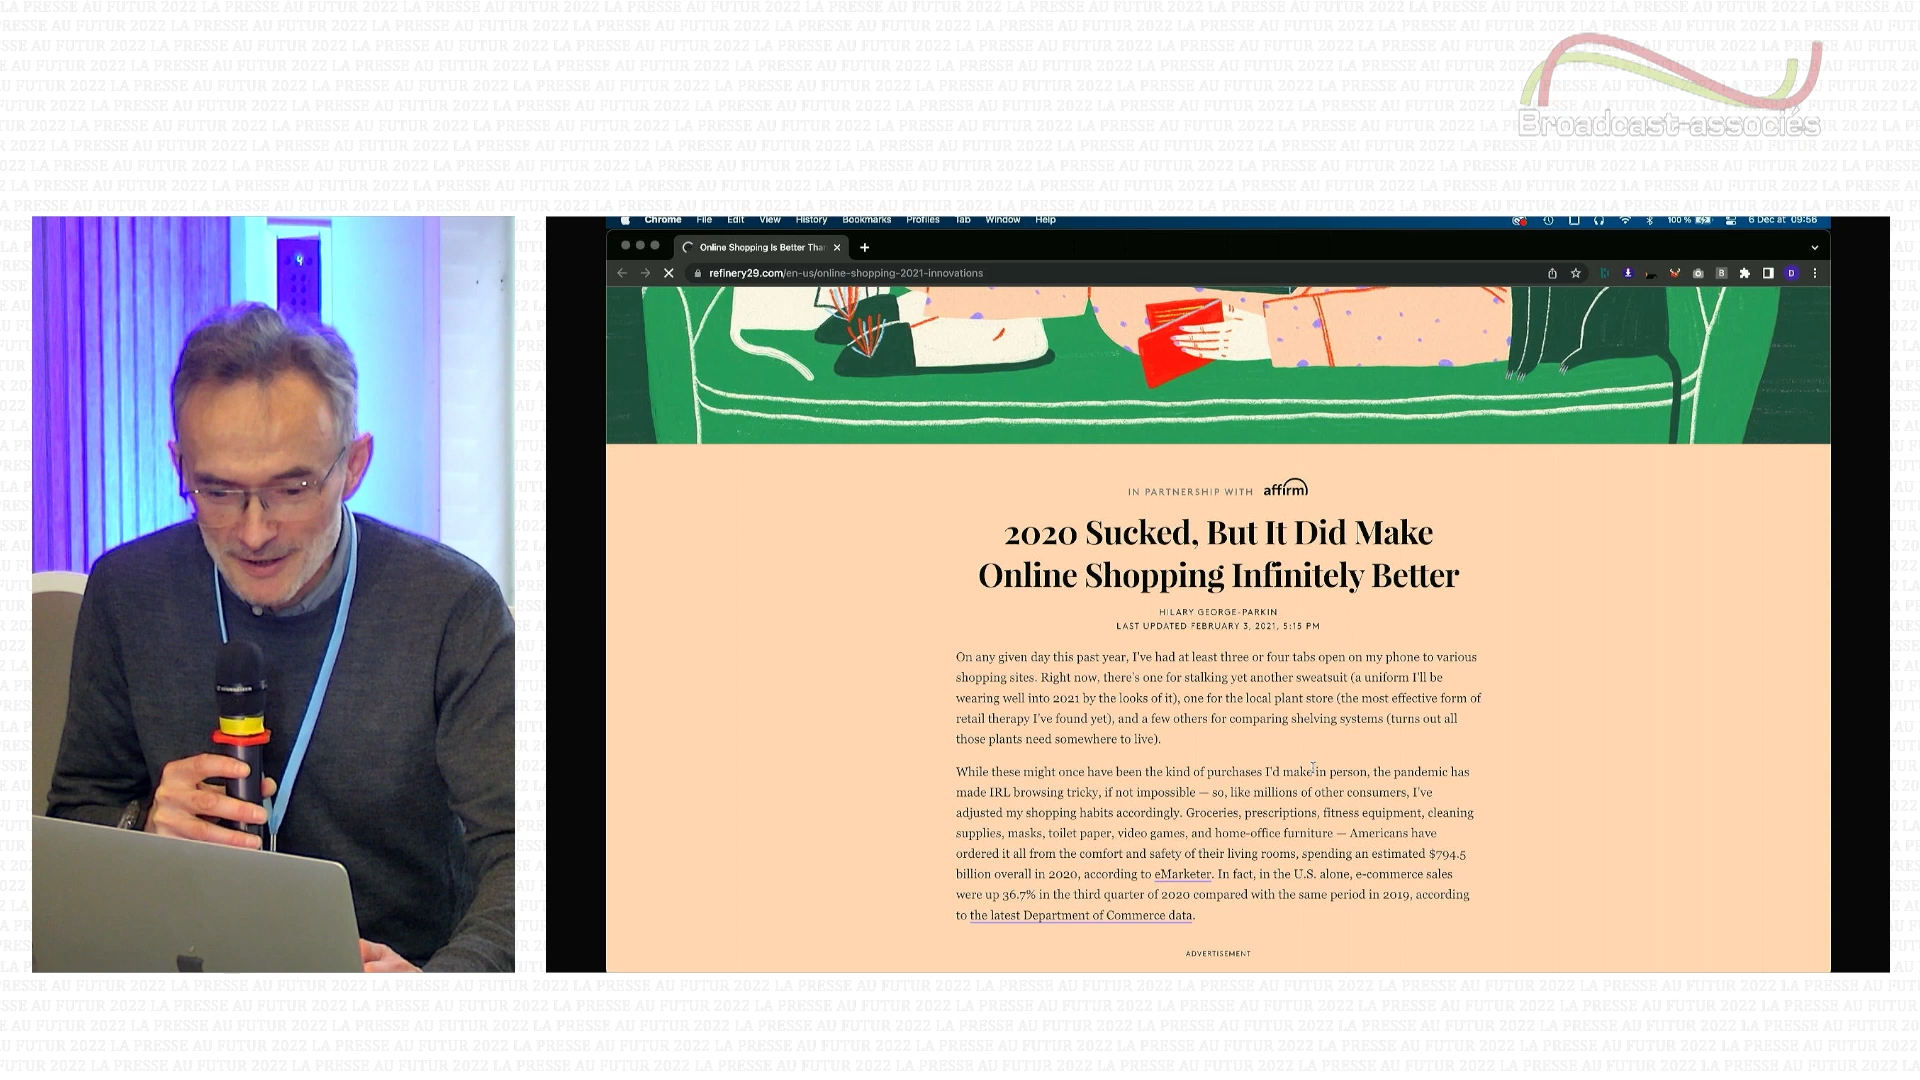 LA PRESSE AU FUTUR 2022
Broadcast-associés
Chrome File Edit View History Bookmarks Profiles Tab Window Help 100 % 6 Dec at 09:56
Online Shopping Is Better Than
refinery29.com/en-us/online-shopping-2021-innovations
D
IN PARTNERSHIP WITH affirm
2020 Sucked, But It Did Make
Online Shopping Infinitely Better
HILARY GEORGE-PARKIN
LAST UPDATED FEBRUARY 3, 2021, 5:15 PM
On any given day this past year, I've had at least three or four tabs open on my phone to various
shopping sites. Right now, there's one for stalking yet another sweatsuit (a uniform I'll be
wearing well into 2021 by the looks of it), one for the local plant store (the most effective form of
retail therapy I've found yet), and a few others for comparing shelving systems (turns out all
those plants need somewhere to live).
While these might once have been the kind of purchases I'd make in person, the pandemic has
made IRL browsing tricky, if not impossible — so, like millions of other consumers, I've
adjusted my shopping habits accordingly. Groceries, prescriptions, fitness equipment, cleaning
supplies, masks, toilet paper, video games, and home-office furniture — Americans have
ordered it all from the comfort and safety of their living rooms, spending an estimated $794.5
billion overall in 2020, according to eMarketer. In fact, in the U.S. alone, e-commerce sales
were up 36.7% in the third quarter of 2020 compared with the same period in 2019, according
to the latest Department of Commerce data.
ADVERTISEMENT